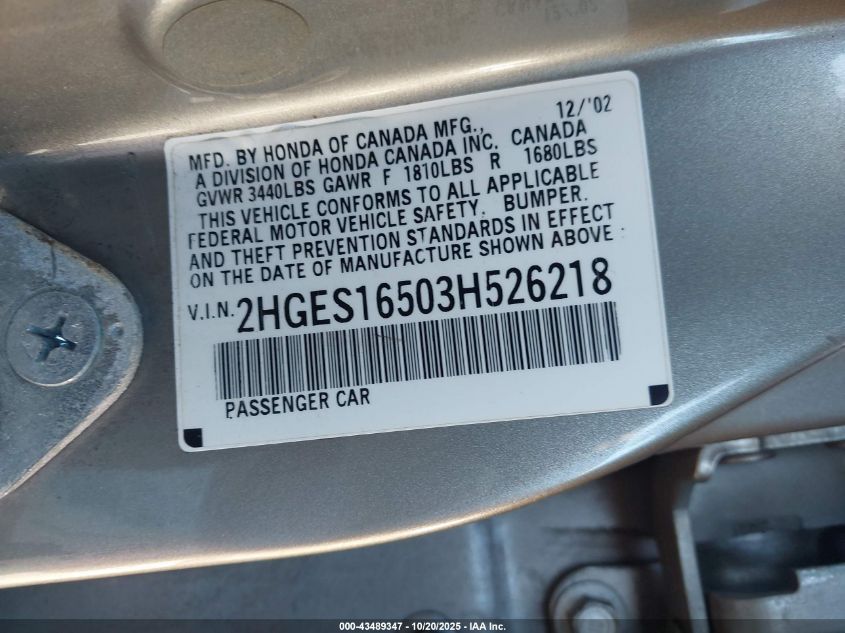 12/'02
MFD. BY HONDA OF CANADA MFG.,
A DIVISION OF HONDA CANADA INC. CANADA
GVWR 3440LBS GAWR F 1810LBS R 1680LBS
THIS VEHICLE CONFORMS TO ALL APPLICABLE
FEDERAL MOTOR VEHICLE SAFETY. BUMPER.
AND THEFT PREVENTION STANDARDS IN EFFECT
ON THE DATE OF MANUFACTURE SHOWN ABOVE.
V.I.N. 2HGES16503H526218
PASSENGER CAR
000-43489347 - 10/20/2025 - IAA Inc.